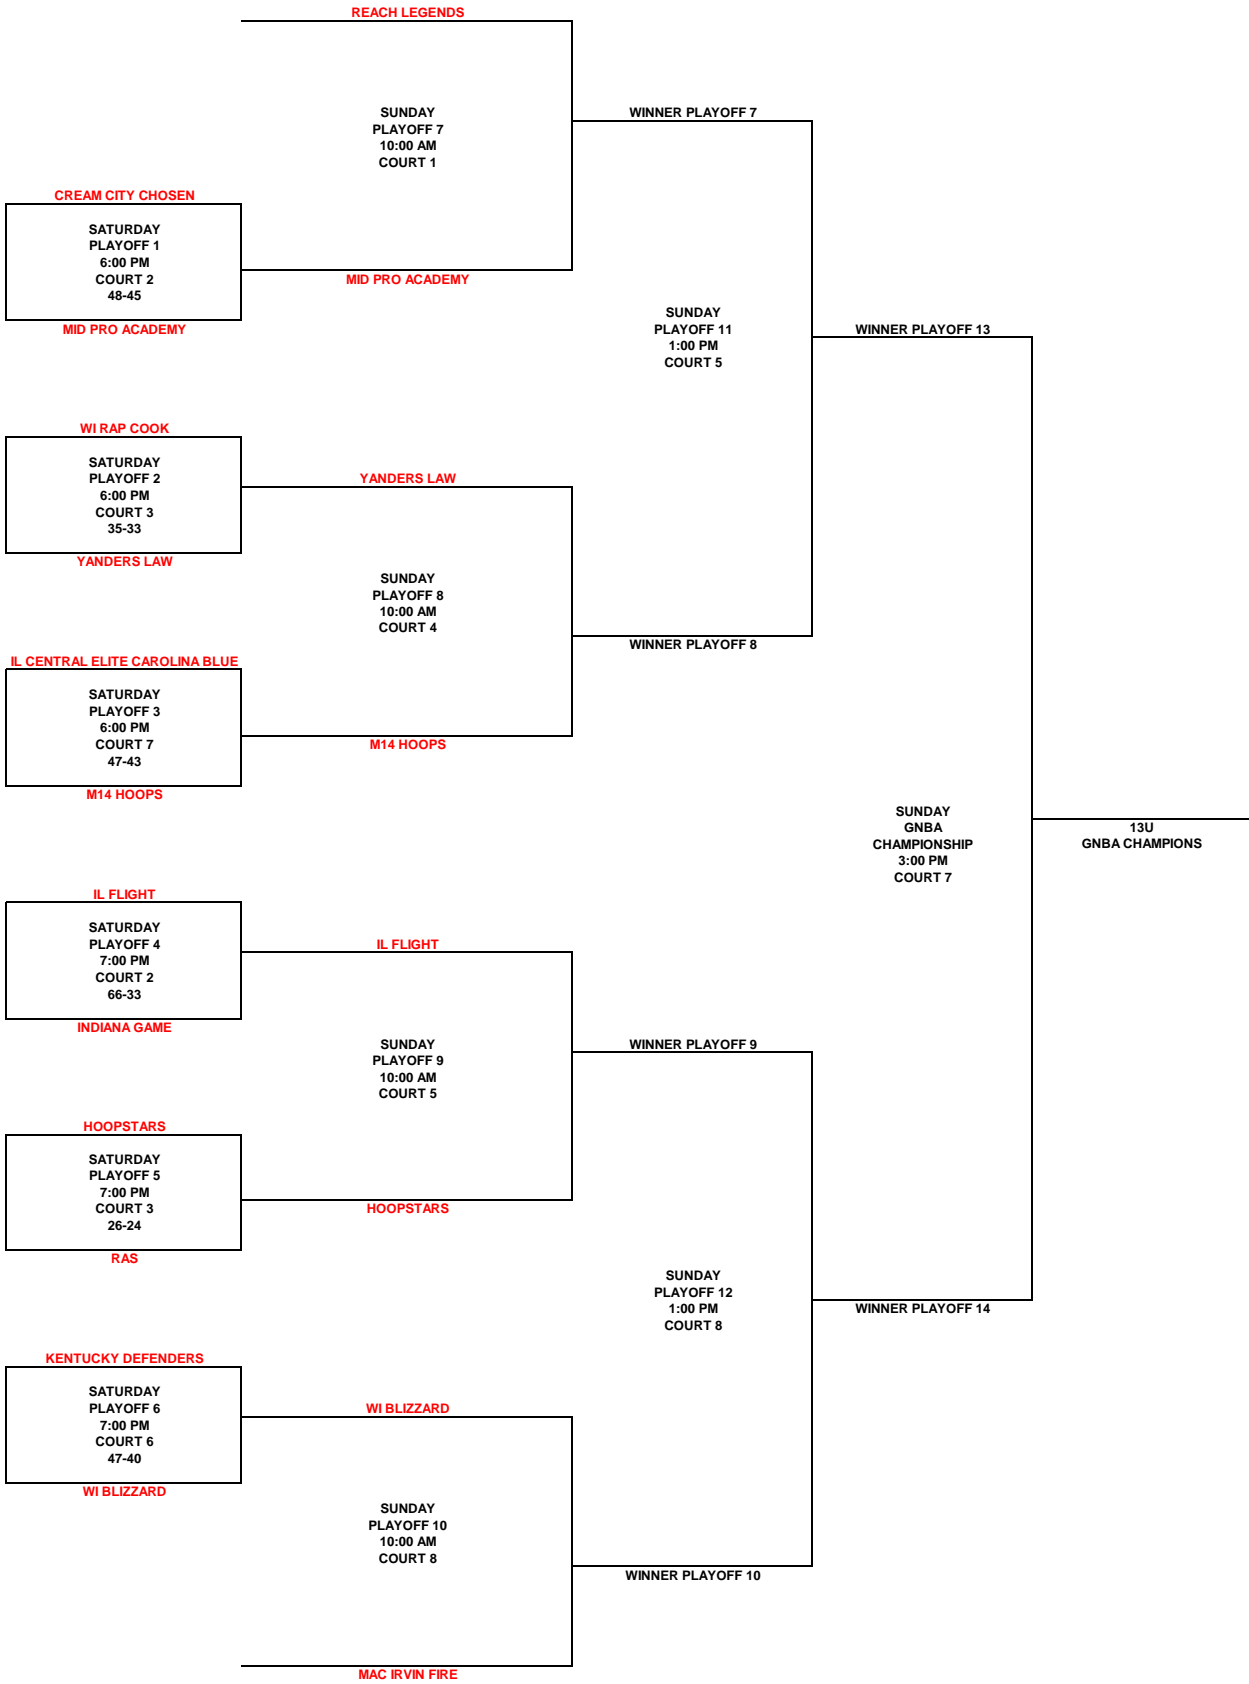 REACH LEGENDS
SUNDAY
PLAYOFF 7
10:00 AM
COURT 1
WINNER PLAYOFF 7
CREAM CITY CHOSEN
SATURDAY
PLAYOFF 1
6:00 PM
COURT 2
48-45
MID PRO ACADEMY
MID PRO ACADEMY
SUNDAY
PLAYOFF 11
1:00 PM
COURT 5
WINNER PLAYOFF 13
WI RAP COOK
SATURDAY
PLAYOFF 2
6:00 PM
COURT 3
35-33
YANDERS LAW
YANDERS LAW
SUNDAY
PLAYOFF 8
10:00 AM
COURT 4
WINNER PLAYOFF 8
IL CENTRAL ELITE CAROLINA BLUE
SATURDAY
PLAYOFF 3
6:00 PM
COURT 7
47-43
M14 HOOPS
M14 HOOPS
SUNDAY
GNBA
CHAMPIONSHIP
3:00 PM
COURT 7
13U
GNBA CHAMPIONS
IL FLIGHT
SATURDAY
PLAYOFF 4
7:00 PM
COURT 2
66-33
INDIANA GAME
IL FLIGHT
SUNDAY
PLAYOFF 9
10:00 AM
COURT 5
WINNER PLAYOFF 9
HOOPSTARS
SATURDAY
PLAYOFF 5
7:00 PM
COURT 3
26-24
RAS
HOOPSTARS
SUNDAY
PLAYOFF 12
1:00 PM
COURT 8
WINNER PLAYOFF 14
KENTUCKY DEFENDERS
SATURDAY
PLAYOFF 6
7:00 PM
COURT 6
47-40
WI BLIZZARD
WI BLIZZARD
SUNDAY
PLAYOFF 10
10:00 AM
COURT 8
WINNER PLAYOFF 10
MAC IRVIN FIRE